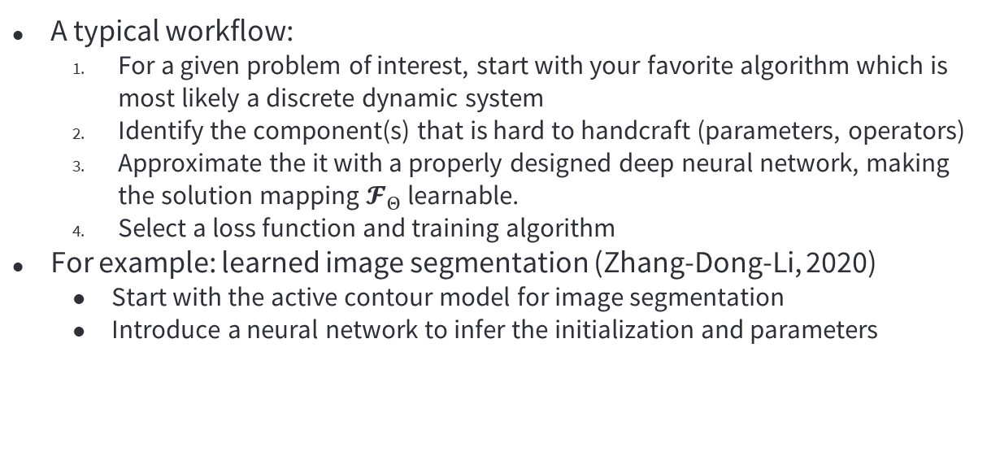 ● A typical workflow:
1. For a given problem of interest, start with your favorite algorithm which is
most likely a discrete dynamic system
2. Identify the component(s) that is hard to handcraft (parameters, operators)
3. Approximate the it with a properly designed deep neural network, making
the solution mapping 𝓕_Θ learnable.
4. Select a loss function and training algorithm
● For example: learned image segmentation (Zhang-Dong-Li, 2020)
● Start with the active contour model for image segmentation
● Introduce a neural network to infer the initialization and parameters